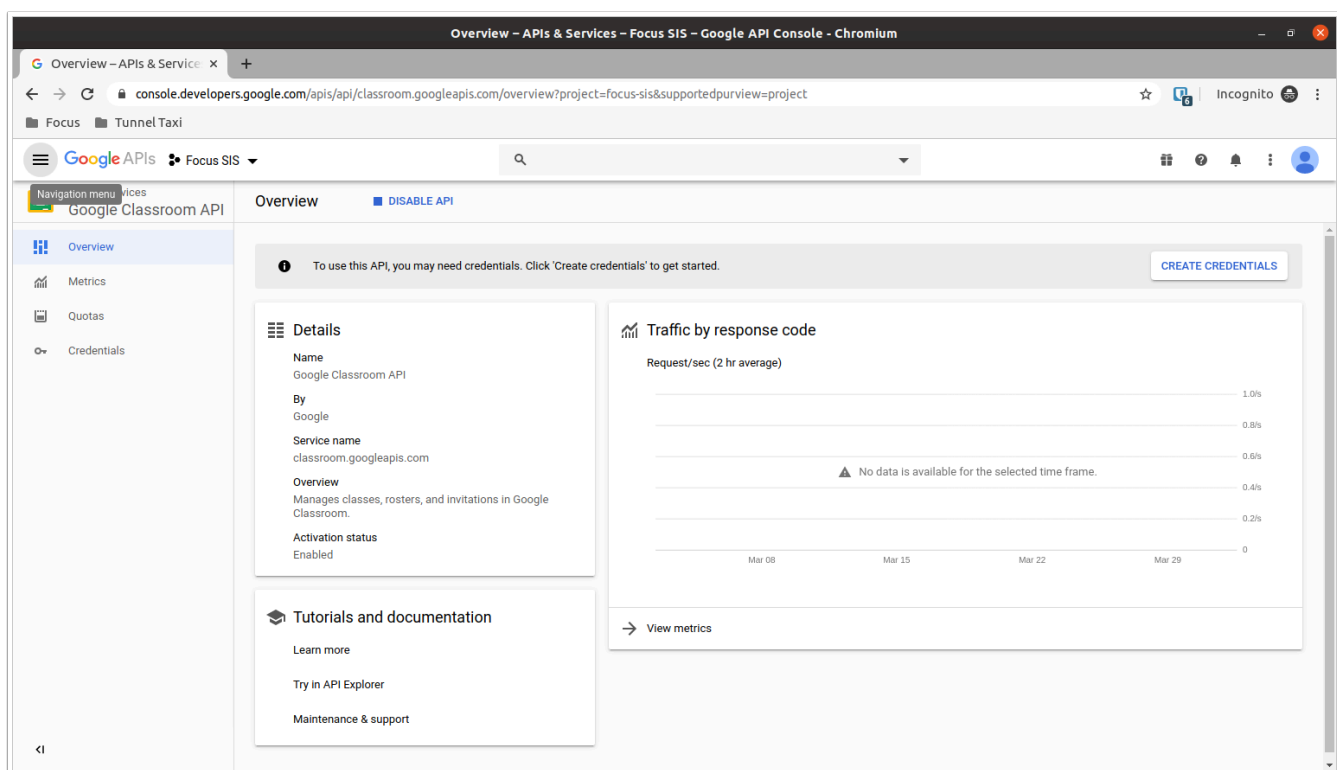 Overview – APIs & Services – Focus SIS – Google API Console - Chromium
Overview – APIs & Service
console.developers.google.com/apis/api/classroom.googleapis.com/overview?project=focus-sis&supportedpurview=project
6
Incognito
Focus
Tunnel Taxi
Google APIs
Focus SIS
Navigation menu
Google Classroom API
Overview
DISABLE API
Overview
Metrics
Quotas
Credentials
To use this API, you may need credentials. Click 'Create credentials' to get started.
CREATE CREDENTIALS
Details
Name
Google Classroom API
By
Google
Service name
classroom.googleapis.com
Overview
Manages classes, rosters, and invitations in Google
Classroom.
Activation status
Enabled
Traffic by response code
Request/sec (2 hr average)
1.0/s
0.8/s
0.6/s
No data is available for the selected time frame.
0.4/s
0.2/s
0
Mar 08
Mar 15
Mar 22
Mar 29
View metrics
Tutorials and documentation
Learn more
Try in API Explorer
Maintenance & support